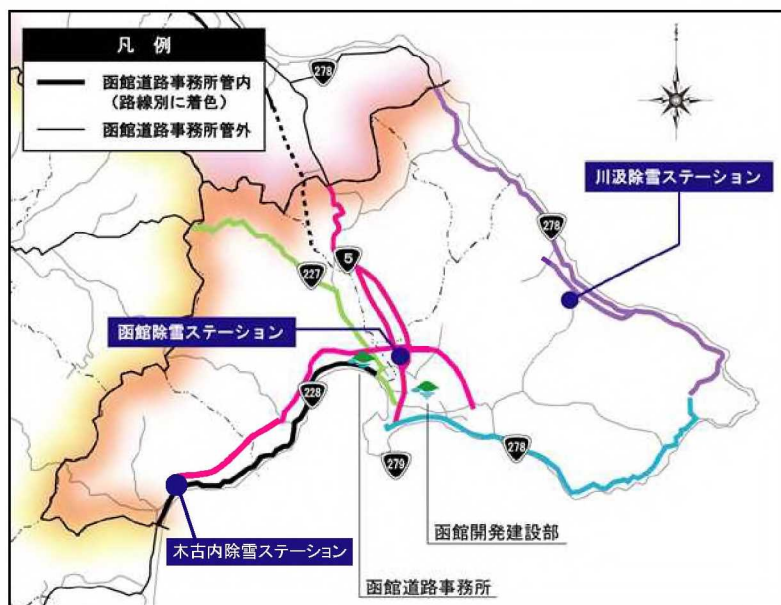 凡 例
函館道路事務所管内
（路線別に着色）
函館道路事務所管外
278
川汲除雪ステーション
278
5
227
函館除雪ステーション
228
278
279
函館開発建設部
木古内除雪ステーション
函館道路事務所